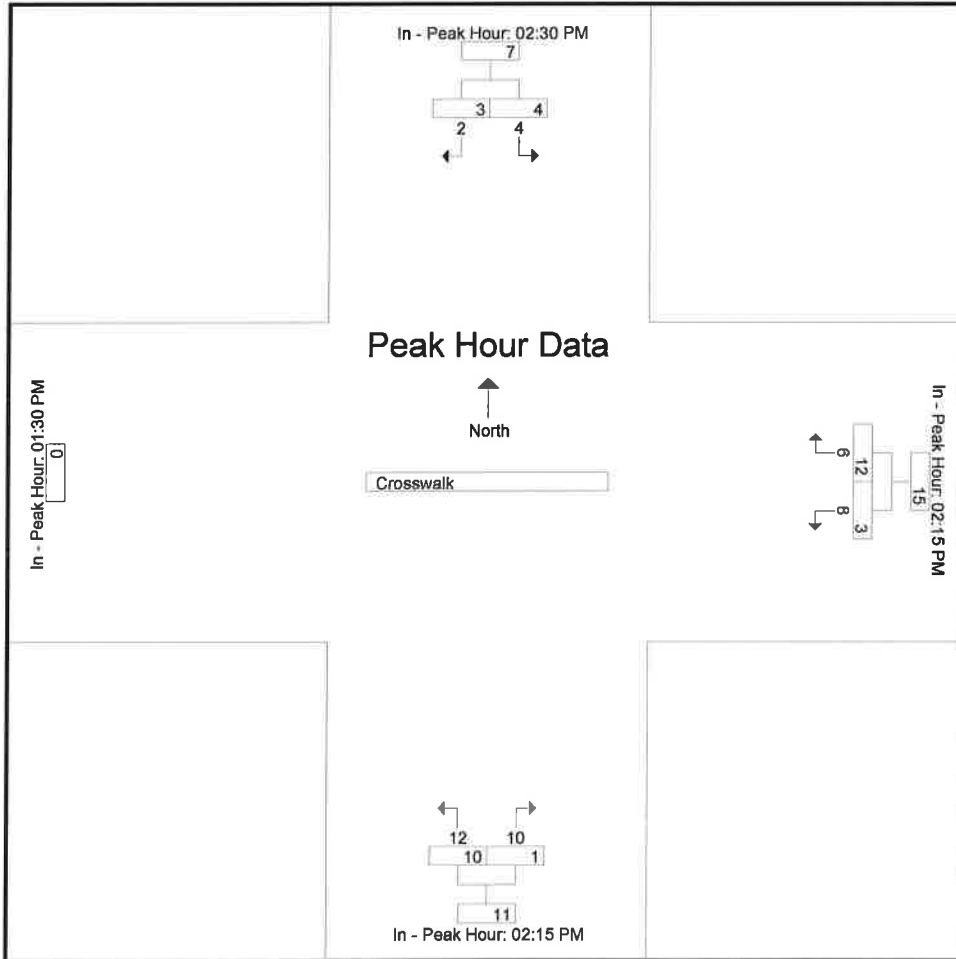 In - Peak Hour: 02:30 PM
7
3 4
2 4
Peak Hour Data
North
Crosswalk
In - Peak Hour: 01:30 PM
0
In - Peak Hour: 02:15 PM
15
12 3
6 8
12 10
10 1
11
In - Peak Hour: 02:15 PM